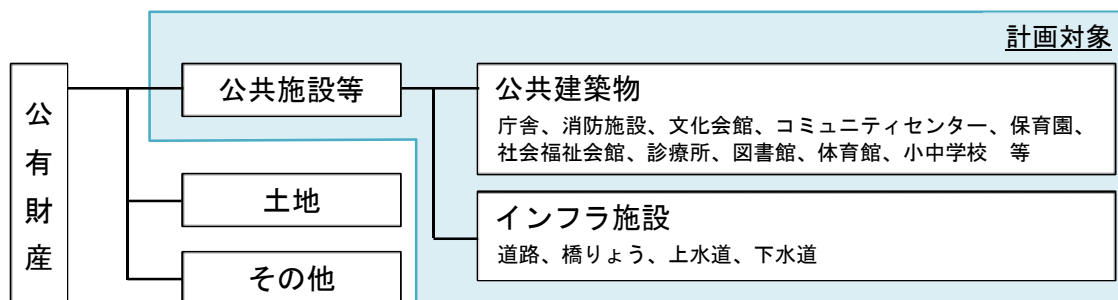 計画対象
公有財産
公共施設等
公共建築物
庁舎、消防施設、文化会館、コミュニティセンター、保育園、
社会福祉会館、診療所、図書館、体育館、小中学校　等
土地
インフラ施設
道路、橋りょう、上水道、下水道
その他